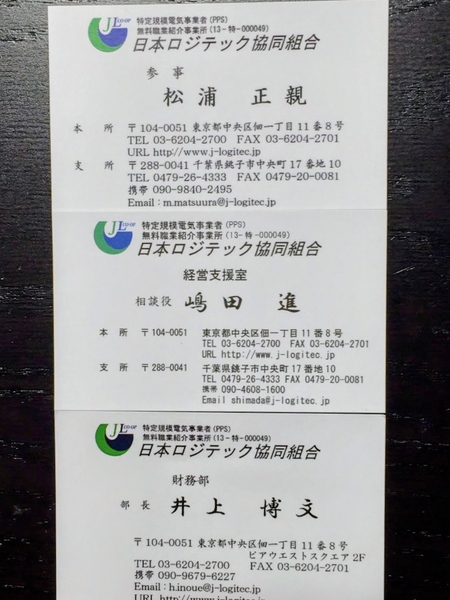 JL CO-OP
特定規模電気事業者(PPS)
無料職業紹介事業所(13-特-000049)
日本ロジテック協同組合
参事
松浦 正親
本所 〒104-0051 東京都中央区佃一丁目11番8号
TEL 03-6204-2700 FAX 03-6204-2701
URL http://www.j-logitec.jp
支所 〒288-0041 千葉県銚子市中央町17番地10
TEL 0479-26-4333 FAX 0479-20-0081
携帯 090-9840-2495
Email : m.matsuura@j-logitec.jp
JL CO-OP
特定規模電気事業者(PPS)
無料職業紹介事業所(13-特-000049)
日本ロジテック協同組合
経営支援室
相談役 嶋田 進
本所 〒104-0051 東京都中央区佃一丁目11番8号
TEL 03-6204-2700 FAX 03-6204-2701
URL http://www.j-logitec.jp
支所 〒288-0041 千葉県銚子市中央町17番地10
TEL 0479-26-4333 FAX 0479-20-0081
携帯 090-4608-1600
Email shimada@j-logitec.jp
JL CO-OP
特定規模電気事業者(PPS)
無料職業紹介事業所(13-特-000049)
日本ロジテック協同組合
財務部
部長 井上 博文
〒104-0051 東京都中央区佃一丁目11番8号
ピアウエストスクエア2F
TEL 03-6204-2700 FAX 03-6204-2701
携帯 090-9679-6227
Email : h.inoue@j-logitec.jp
URL http://www.j-logitec.jp